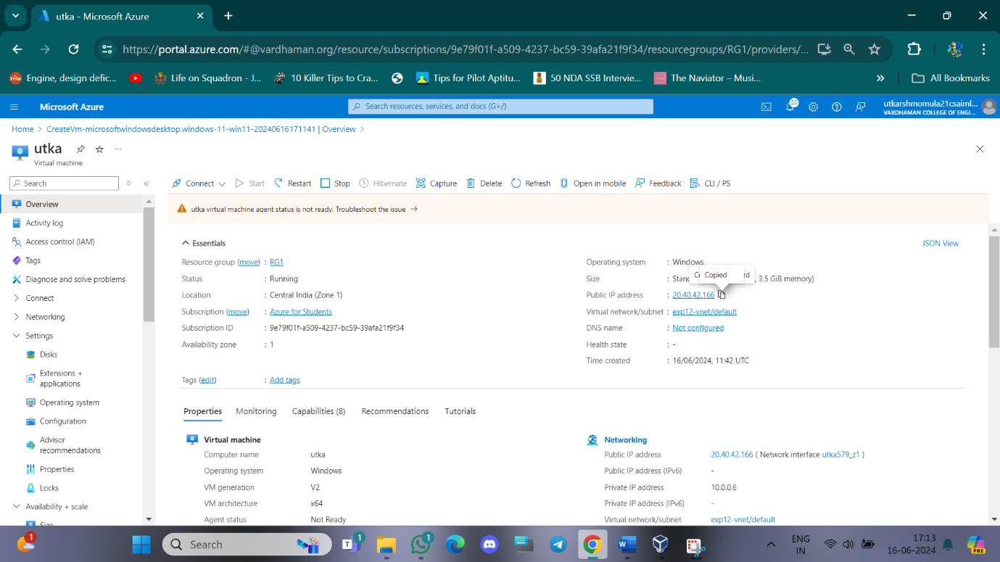 utka - Microsoft Azure
https://portal.azure.com/#@vardhaman.org/resource/subscriptions/9e79f01f-a509-4237-bc59-39afa21f9f34/resourcegroups/RG1/providers/...
Engine, design defic...
Life on Squadron - J...
10 Killer Tips to Cra...
Tips for Pilot Aptitu...
50 NDA SSB Intervie...
The Naviator – Musi...
All Bookmarks
Microsoft Azure
Search resources, services, and docs (G+/)
20
utkarshmomula21csaiml...
VARDHAMAN COLLEGE OF ENGI...
Home > CreateVm-microsoftwindowsdesktop.windows-11-win11-20240616171141 | Overview >
utka
Virtual machine
Search
Connect
Start
Restart
Stop
Hibernate
Capture
Delete
Refresh
Open in mobile
Feedback
CLI / PS
Overview
Activity log
Access control (IAM)
Tags
Diagnose and solve problems
Connect
Networking
Settings
Disks
Extensions +
applications
Operating system
Configuration
Advisor
recommendations
Properties
Locks
Availability + scale
Size
utka virtual machine agent status is not ready. Troubleshoot the issue →
Essentials
JSON View
Resource group (move) : RG1
Status : Running
Location : Central India (Zone 1)
Subscription (move) : Azure for Students
Subscription ID : 9e79f01f-a509-4237-bc59-39afa21f9f34
Availability zone : 1
Tags (edit) : Add tags
Operating system : Windows
Copied
Size : , 3.5 GiB memory)
Public IP address : 20.40.42.166
Virtual network/subnet : exp12-vnet/default
DNS name : Not configured
Health state : -
Time created : 16/06/2024, 11:42 UTC
Properties
Monitoring
Capabilities (8)
Recommendations
Tutorials
Virtual machine
Computer name utka
Operating system Windows
VM generation V2
VM architecture x64
Agent status Not Ready
Networking
Public IP address 20.40.42.166 ( Network interface utka579_z1 )
Public IP address (IPv6) -
Private IP address 10.0.0.6
Private IP address (IPv6) -
Virtual network/subnet exp12-vnet/default
1
Search
1
1
PRE
ENG
IN
17:13
16-06-2024